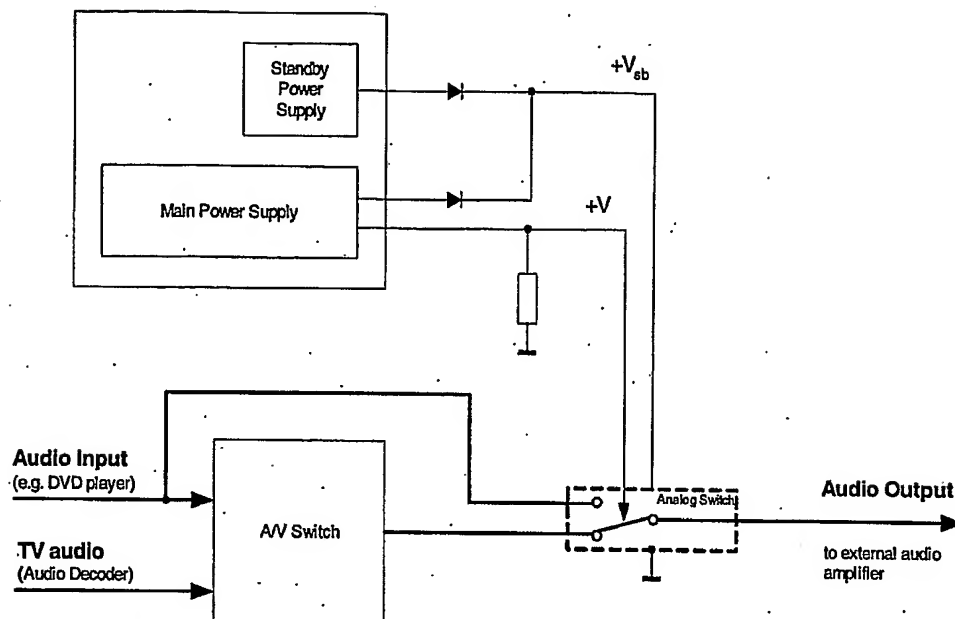 Standby
Power
Supply
+Vsb
Main Power Supply
+V
Audio Input
(e.g. DVD player)
A/V Switch
TV audio
(Audio Decoder)
Analog Switch
Audio Output
to external audio
amplifier